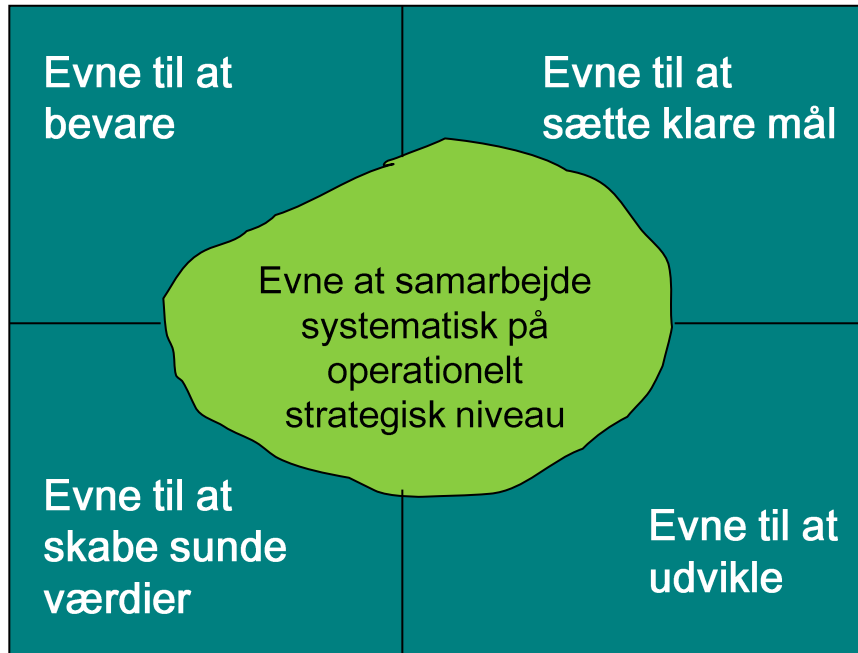 Evne til at
bevare
Evne til at
sætte klare mål
Evne at samarbejde
systematisk på
operationelt
strategisk niveau
Evne til at
skabe sunde
værdier
Evne til at
udvikle